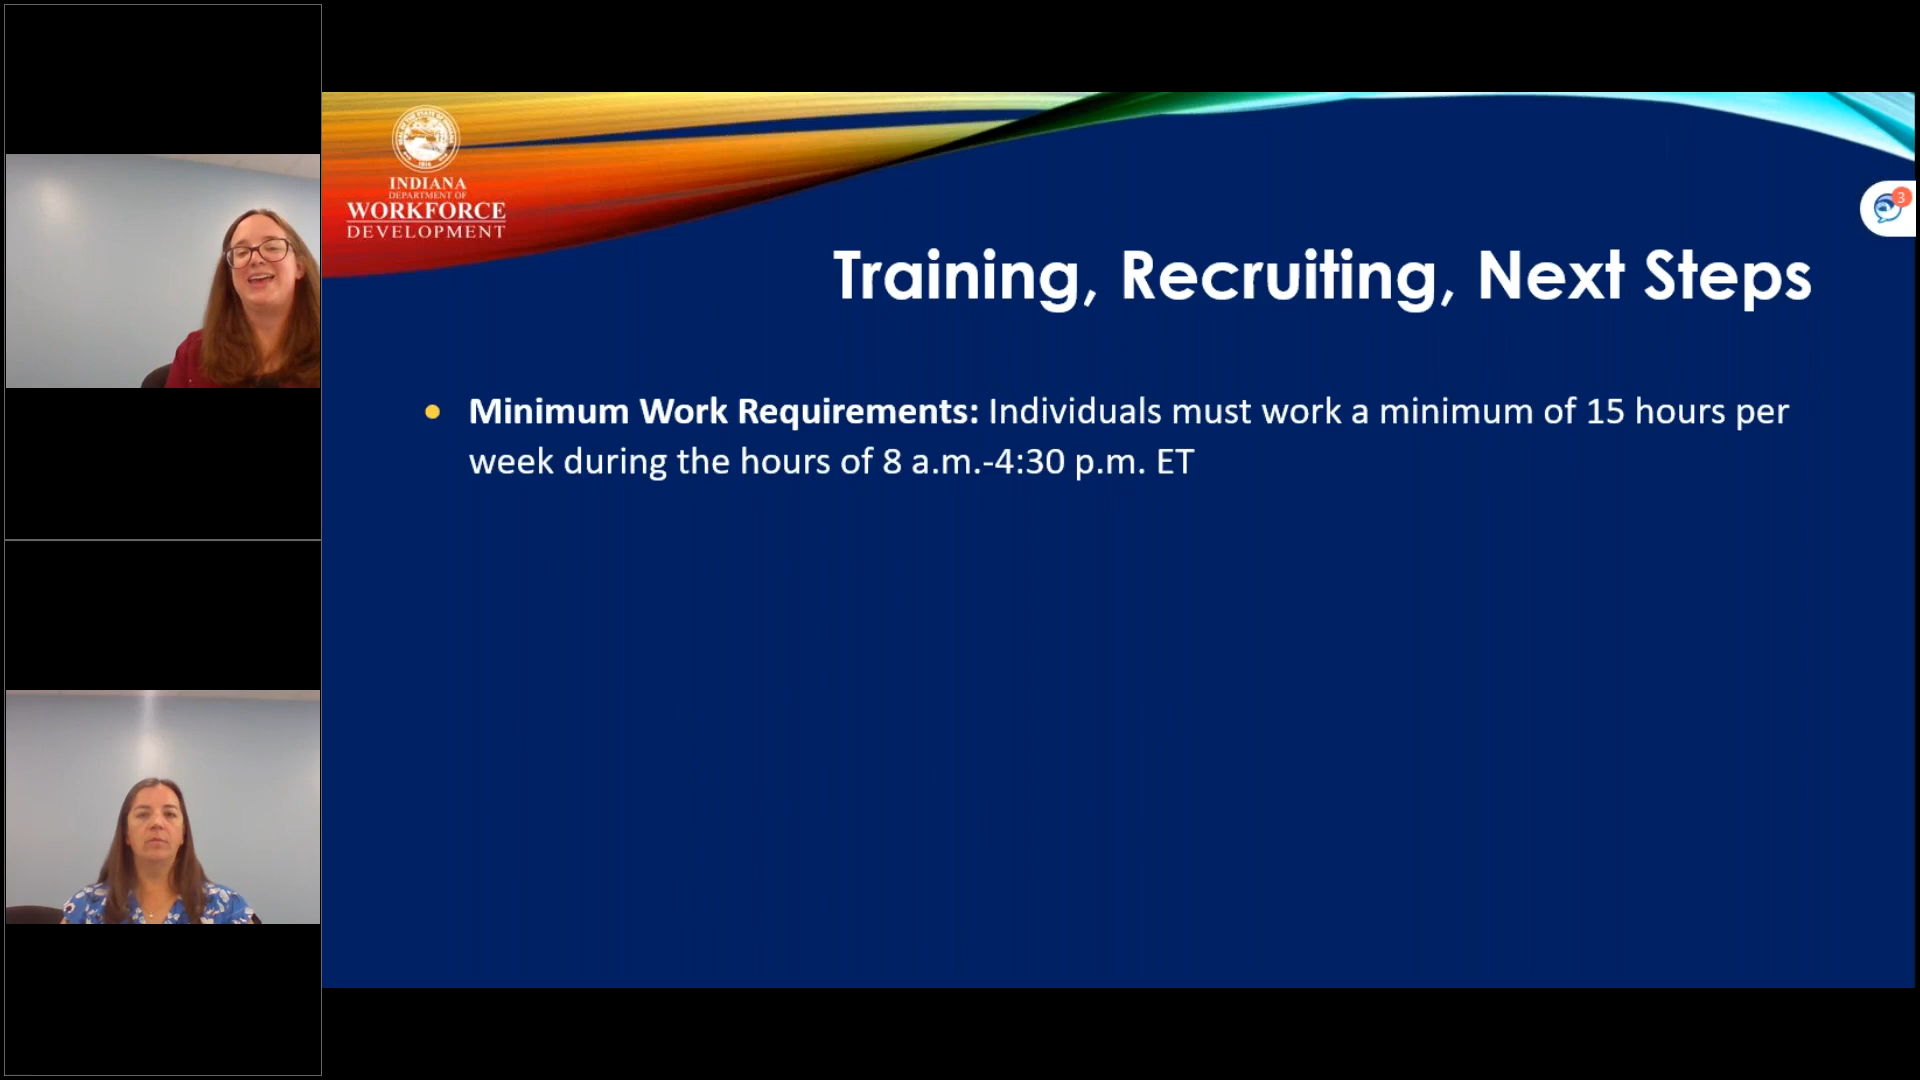 INDIANA
DEPARTMENT OF
WORKFORCE
DEVELOPMENT
3
Training, Recruiting, Next Steps
• Minimum Work Requirements: Individuals must work a minimum of 15 hours per
week during the hours of 8 a.m.-4:30 p.m. ET